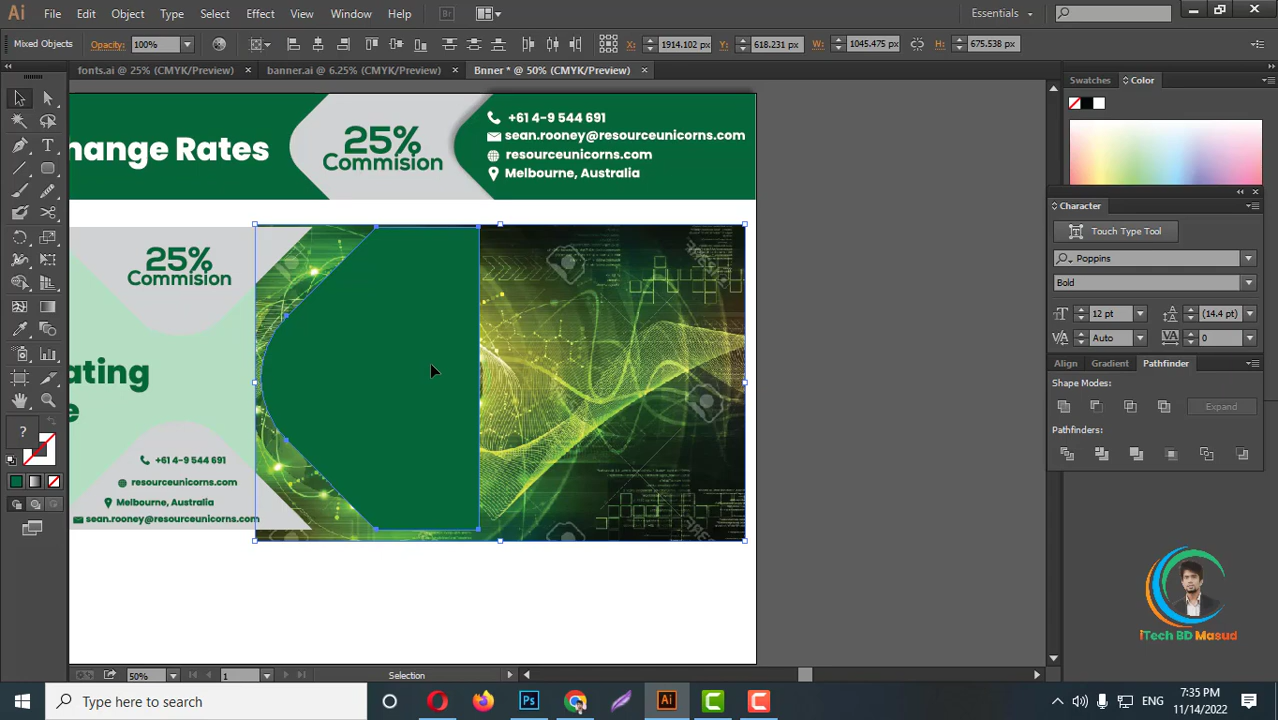 Ai File Edit Object Type Select Effect View Window Help Br Essentials
Mixed Objects Opacity: 100% X: 1914.102 px Y: 618.231 px W: 1045.475 px H: 675.538 px
fonts.ai @ 25% (CMYK/Preview) × banner.ai @ 6.25% (CMYK/Preview) × Bnner * @ 50% (CMYK/Preview) ×
Swatches Color
hange Rates
25%
Commision
+61 4-9 544 691
sean.rooney@resourceunicorns.com
resourceunicorns.com
Melbourne, Australia
25%
Commision
ating
e
+61 4-9 544 691
resourceunicorns.com
Melbourne, Australia
sean.rooney@resourceunicorns.com
Character
Touch Type Tool
Poppins
Bold
12 pt (14.4 pt)
Auto 0
Align Gradient Pathfinder
Shape Modes:
Expand
Pathfinders:
iTech BD Masud
50% 1 Selection
Type here to search
Ps Ai
ENG
7:35 PM
11/14/2022